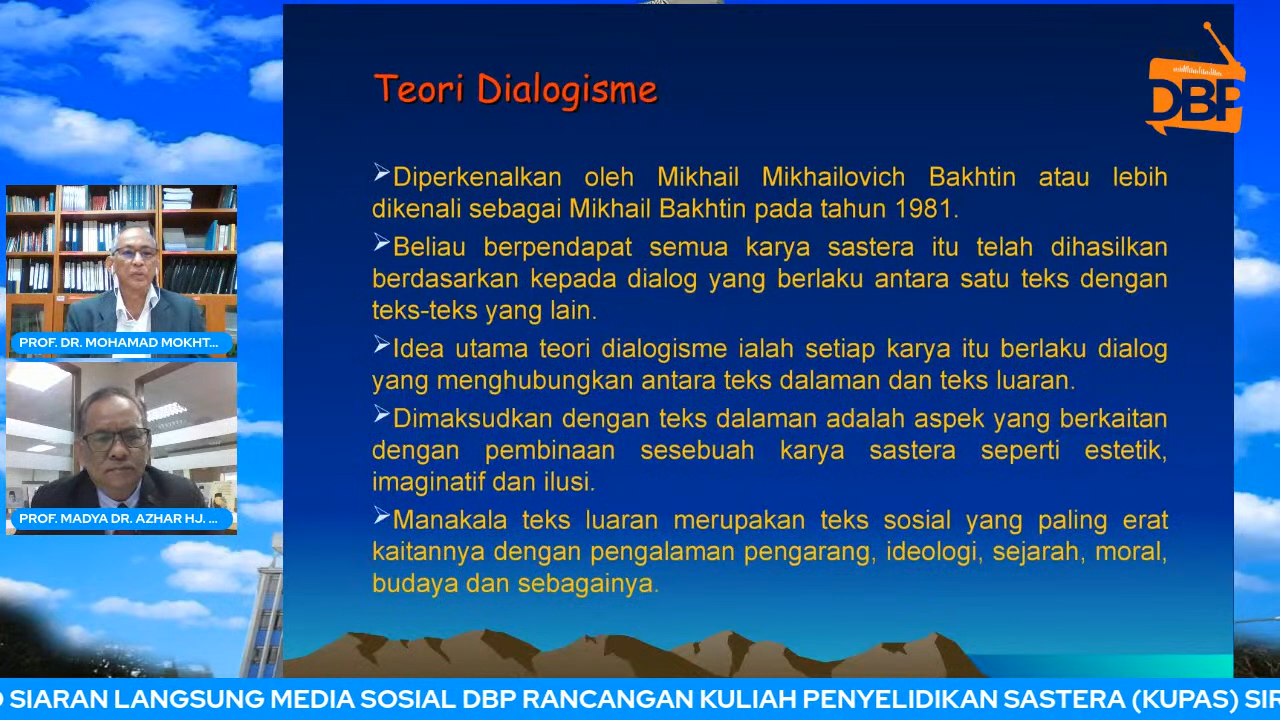 Teori Dialogisme
DBP
➢Diperkenalkan oleh Mikhail Mikhailovich Bakhtin atau lebih
dikenali sebagai Mikhail Bakhtin pada tahun 1981.
➢Beliau berpendapat semua karya sastera itu telah dihasilkan
berdasarkan kepada dialog yang berlaku antara satu teks dengan
teks-teks yang lain.
➢Idea utama teori dialogisme ialah setiap karya itu berlaku dialog
yang menghubungkan antara teks dalaman dan teks luaran.
➢Dimaksudkan dengan teks dalaman adalah aspek yang berkaitan
dengan pembinaan sesebuah karya sastera seperti estetik,
imaginatif dan ilusi.
➢Manakala teks luaran merupakan teks sosial yang paling erat
kaitannya dengan pengalaman pengarang, ideologi, sejarah, moral,
budaya dan sebagainya.
PROF. DR. MOHAMAD MOKHT...
PROF. MADYA DR. AZHAR HJ. ...
SIARAN LANGSUNG MEDIA SOSIAL DBP RANCANGAN KULIAH PENYELIDIKAN SASTERA (KUPAS)